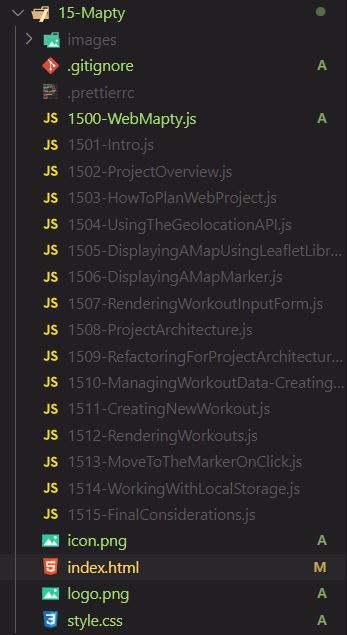 15-Mapty
images
.gitignore A
.prettierrc
JS 1500-WebMapty.js A
JS 1501-Intro.js
JS 1502-ProjectOverview.js
JS 1503-HowToPlanWebProject.js
JS 1504-UsingTheGeolocationAPI.js
JS 1505-DisplayingAMapUsingLeafletLibr...
JS 1506-DisplayingAMapMarker.js
JS 1507-RenderingWorkoutInputForm.js
JS 1508-ProjectArchitecture.js
JS 1509-RefactoringForProjectArchitectur...
JS 1510-ManagingWorkoutData-Creating...
JS 1511-CreatingNewWorkout.js
JS 1512-RenderingWorkouts.js
JS 1513-MoveToTheMarkerOnClick.js
JS 1514-WorkingWithLocalStorage.js
JS 1515-FinalConsiderations.js
icon.png A
5 index.html M
logo.png A
3 style.css A